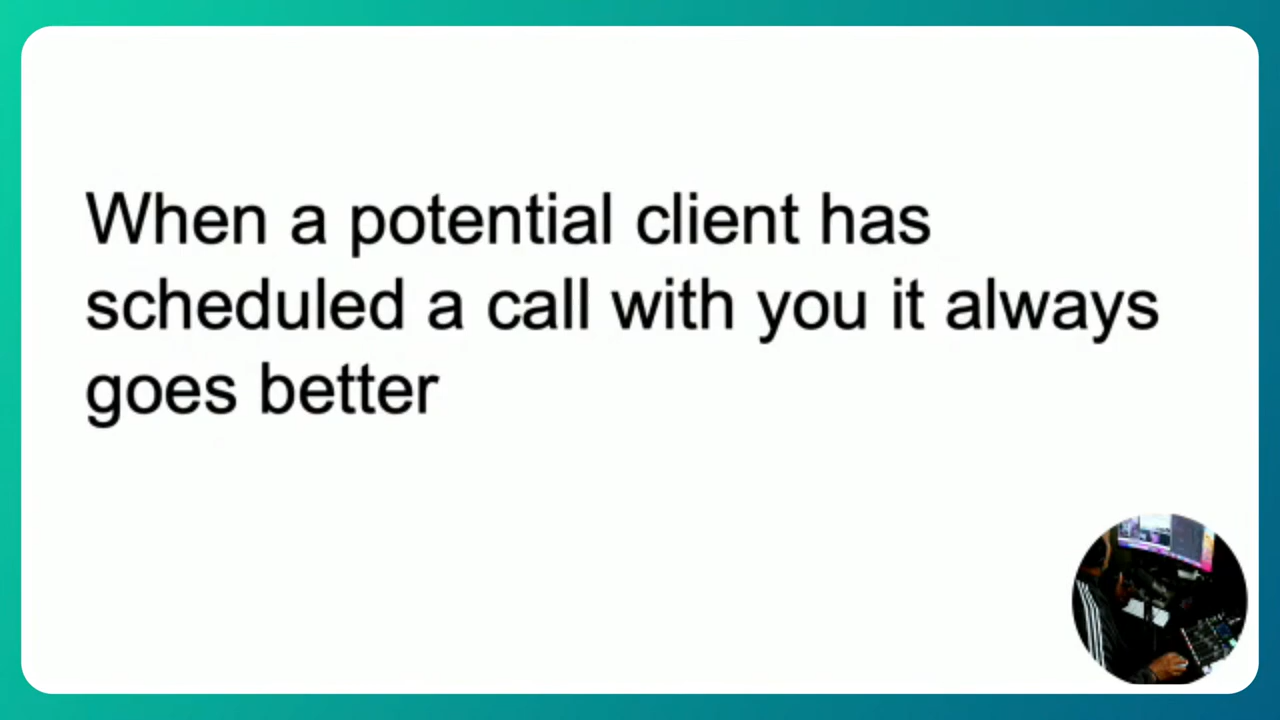 When a potential client has
scheduled a call with you it always
goes better